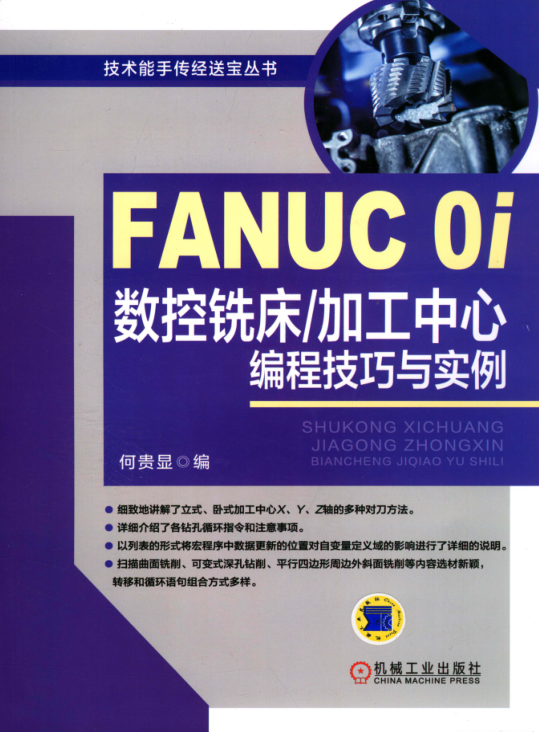 技术能手传经送宝丛书
FANUC 0i
数控铣床/加工中心
编程技巧与实例
SHUKONG XICHUANG
JIAGONG ZHONGXIN
BIANCHENG JIQIAO YU SHILI
何贵显◎编
● 细致地讲解了立式、卧式加工中心X、Y、Z轴的多种对刀方法。
● 详细介绍了各钻孔循环指令和注意事项。
● 以列表的形式将宏程序中数据更新的位置对自变量定义域的影响进行了详细的说明。
● 扫描曲面铣削、可变式深孔钻削、平行四边形周边外斜面铣削等内容选材新颖，
转移和循环语句组合方式多样。
机械工业出版社
CHINA MACHINE PRESS